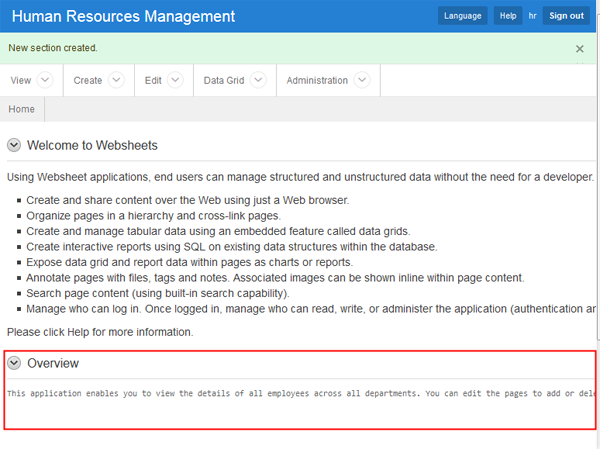 Human Resources Management Language Help hr Sign out
New section created.
View Create Edit Data Grid Administration
Home
Welcome to Websheets
Using Websheet applications, end users can manage structured and unstructured data without the need for a developer.
Create and share content over the Web using just a Web browser.
Organize pages in a hierarchy and cross-link pages.
Create and manage tabular data using an embedded feature called data grids.
Create interactive reports using SQL on existing data structures within the database.
Expose data grid and report data within pages as charts or reports.
Annotate pages with files, tags and notes. Associated images can be shown inline within page content.
Search page content (using built-in search capability).
Manage who can log in. Once logged in, manage who can read, write, or administer the application (authentication
Please click Help for more information.
Overview
This application enables you to view the details of all employees across all departments. You can edit the pages to add or